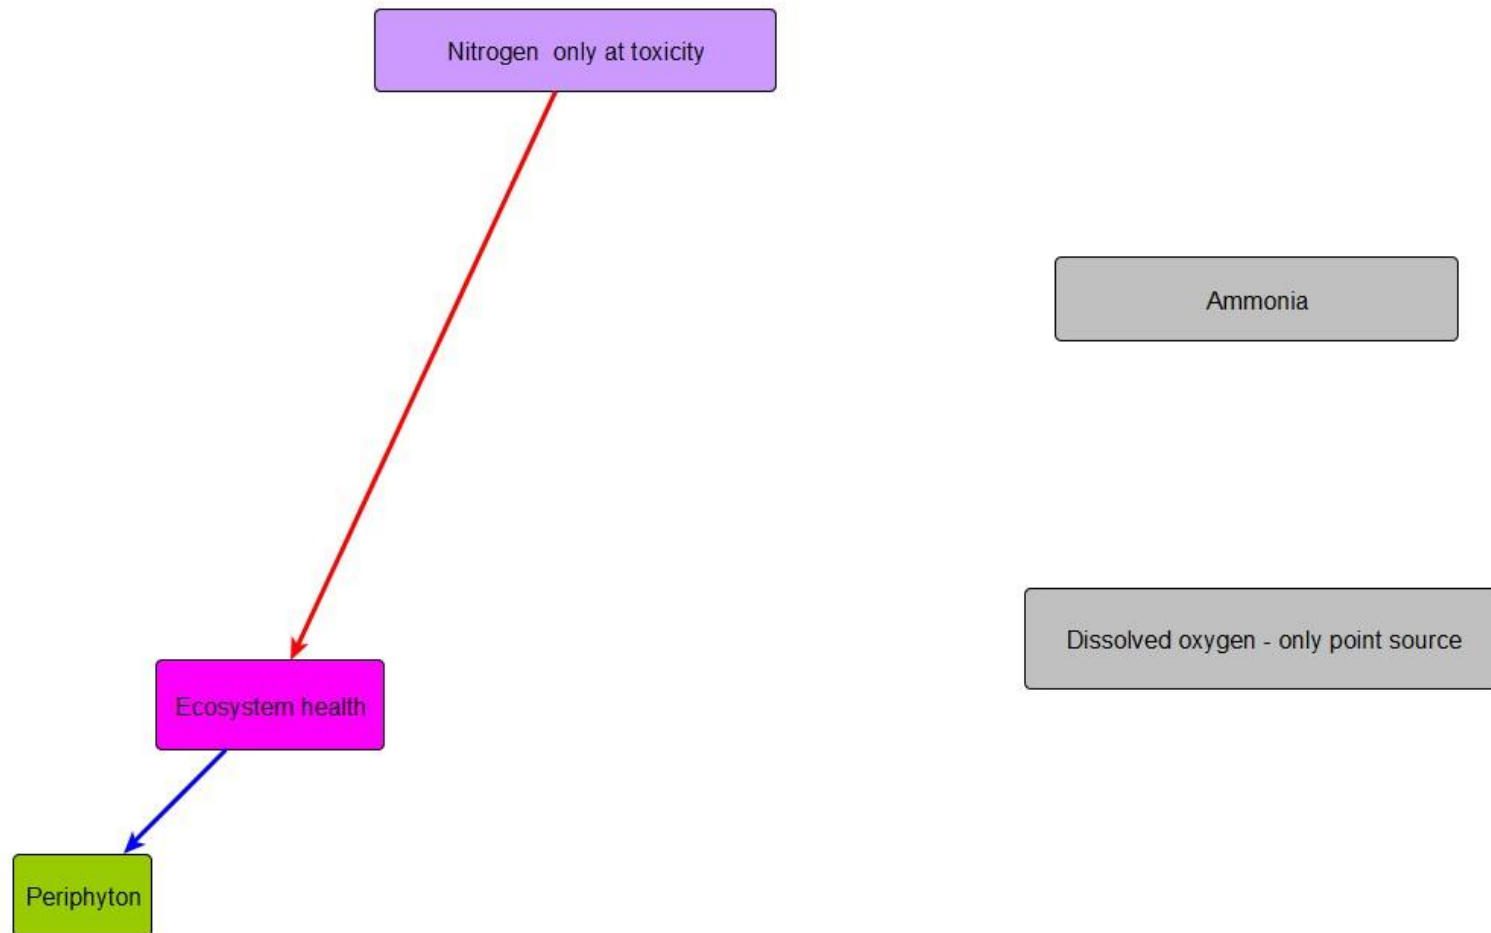 Nitrogen  only at toxicity
Ammonia
Dissolved oxygen - only point source
Ecosystem health
Periphyton